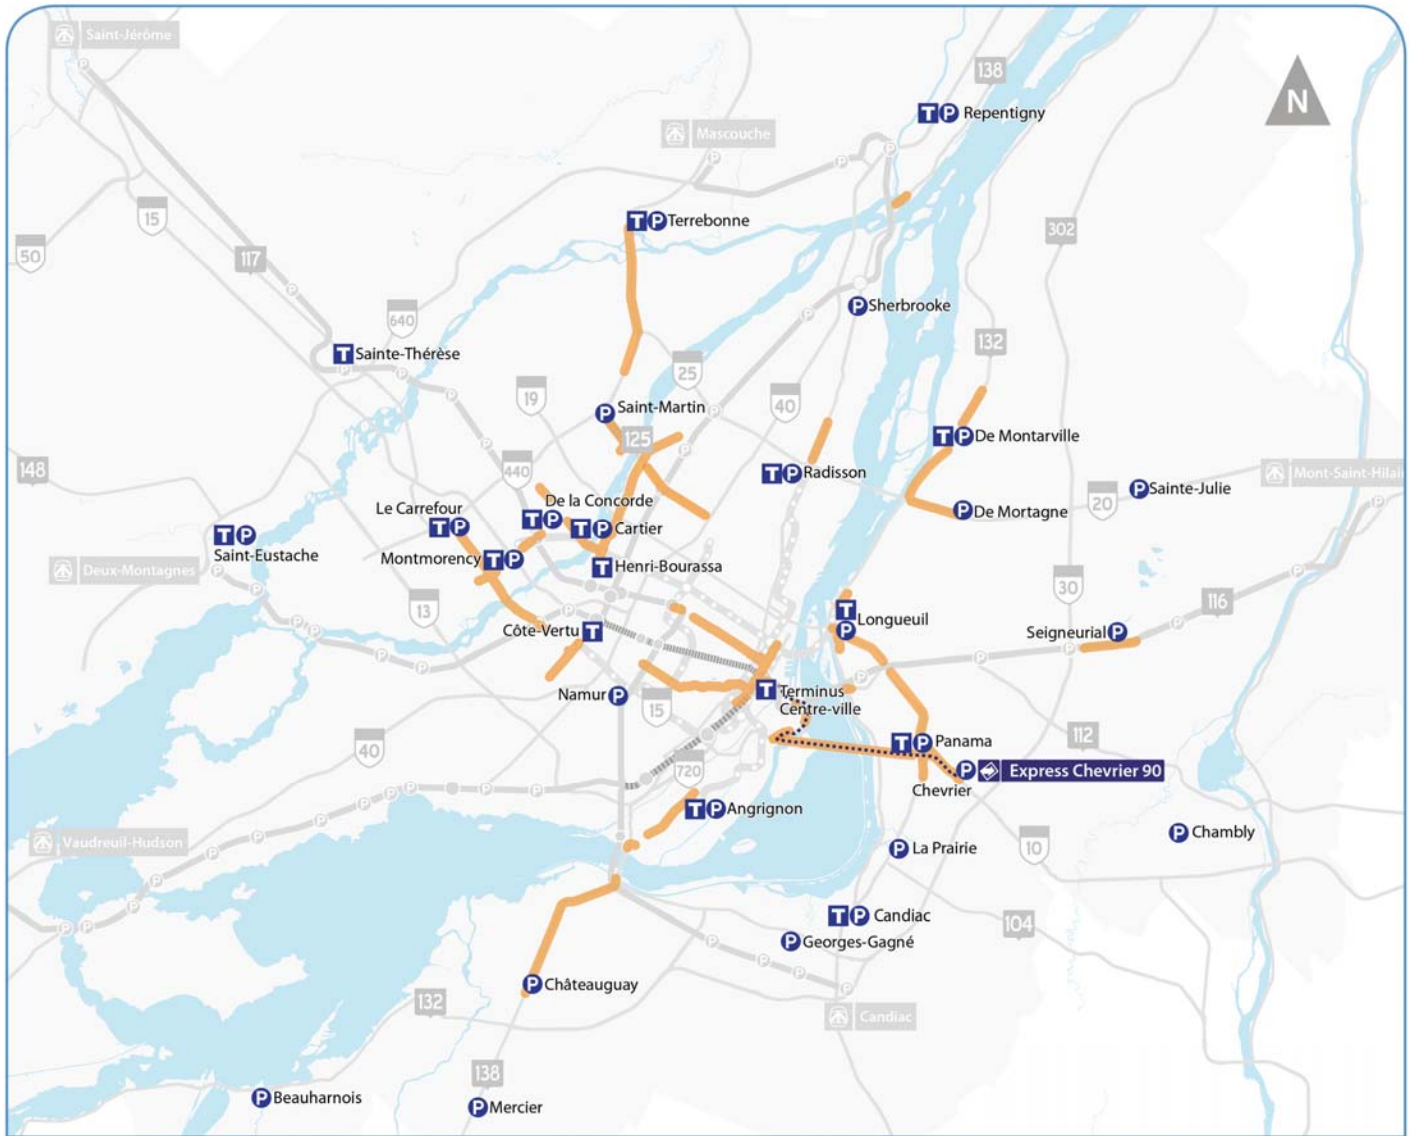 Saint-Jérôme
138
N
T P Repentigny
Mascouche
15
T P Terrebonne
302
50
117
P Sherbrooke
640
132
T Sainte-Thérèse
25
19
40
P Saint-Martin
125
T P De Montarville
148
440
T P Radisson
Mont-Saint-Hilai
P Sainte-Julie
20
De la Concorde
Le Carrefour
T P
T P
T P Cartier
P De Mortagne
T P
Saint-Eustache
Montmorency T P
T Henri-Bourassa
Deux-Montagnes
30
13
116
T
Longueuil
P
Côte-Vertu T
Seigneurial P
Namur P
T Terminus
Centre-ville
15
40
112
T P Panama
720
P Express Chevrier 90
Chevrier
T P Angrignon
Vaudreuil-Hudson
P Chambly
10
P La Prairie
T P Candiac
104
P Georges-Gagné
P Châteauguay
132
Candiac
138
P Beauharnois
P Mercier